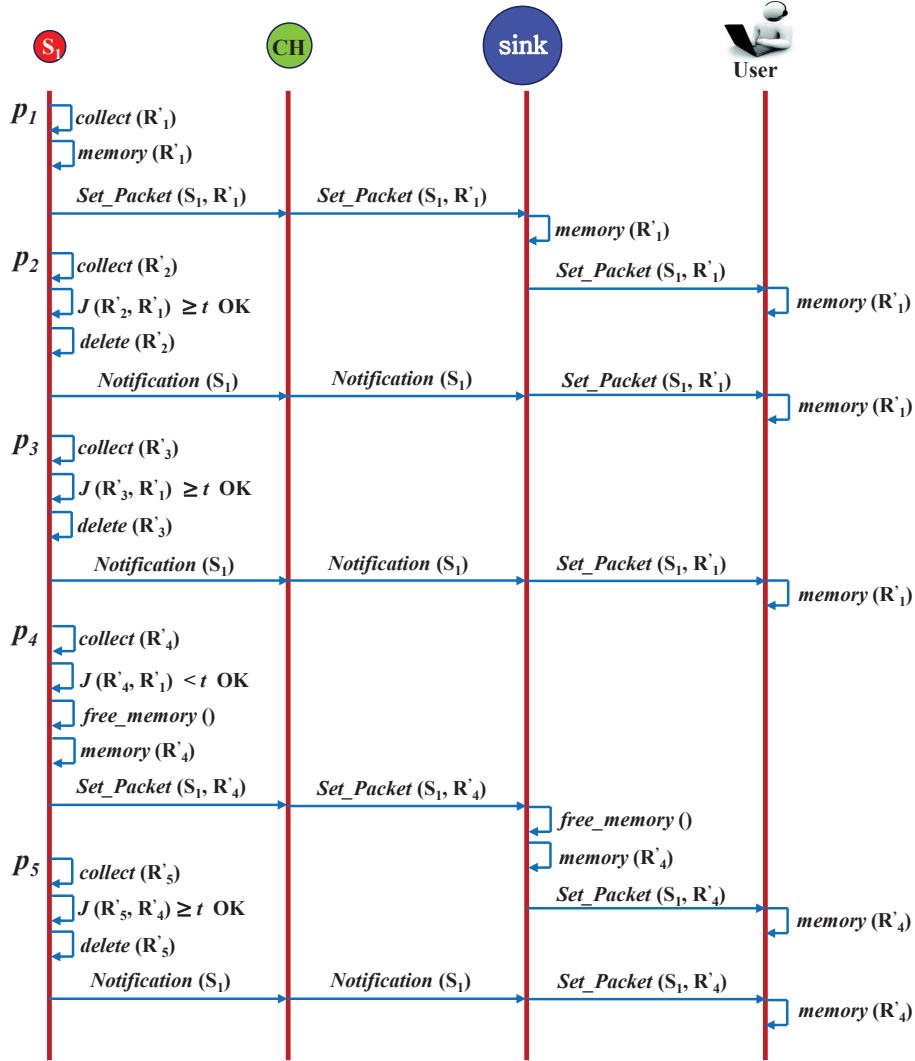 S₁
CH
sink
User
p₁
collect (R'₁)
memory (R'₁)
Set_Packet (S₁, R'₁)
Set_Packet (S₁, R'₁)
memory (R'₁)
p₂
collect (R'₂)
Set_Packet (S₁, R'₁)
J (R'₂, R'₁) ≥ t OK
memory (R'₁)
delete (R'₂)
Notification (S₁)
Notification (S₁)
Set_Packet (S₁, R'₁)
memory (R'₁)
p₃
collect (R'₃)
J (R'₃, R'₁) ≥ t OK
delete (R'₃)
Notification (S₁)
Notification (S₁)
Set_Packet (S₁, R'₁)
memory (R'₁)
p₄
collect (R'₄)
J (R'₄, R'₁) < t OK
free_memory ()
memory (R'₄)
Set_Packet (S₁, R'₄)
Set_Packet (S₁, R'₄)
free_memory ()
memory (R'₄)
p₅
collect (R'₅)
Set_Packet (S₁, R'₄)
J (R'₅, R'₄) ≥ t OK
memory (R'₄)
delete (R'₅)
Notification (S₁)
Notification (S₁)
Set_Packet (S₁, R'₄)
memory (R'₄)